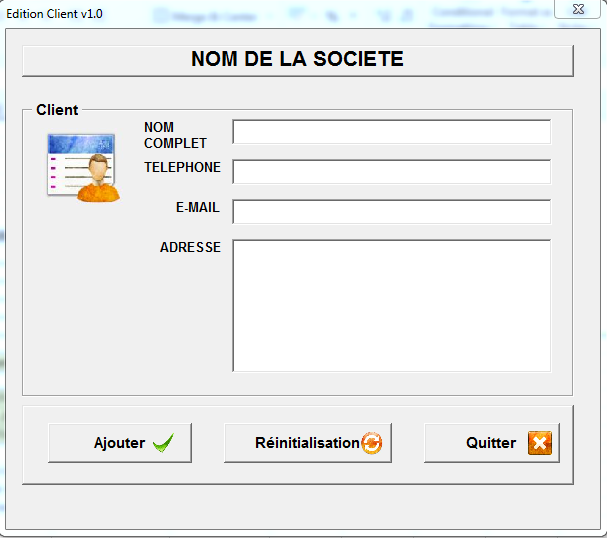 Edition Client v1.0
NOM DE LA SOCIETE
Client
NOM
COMPLET
TELEPHONE
E-MAIL
ADRESSE
Ajouter
Réinitialisation
Quitter